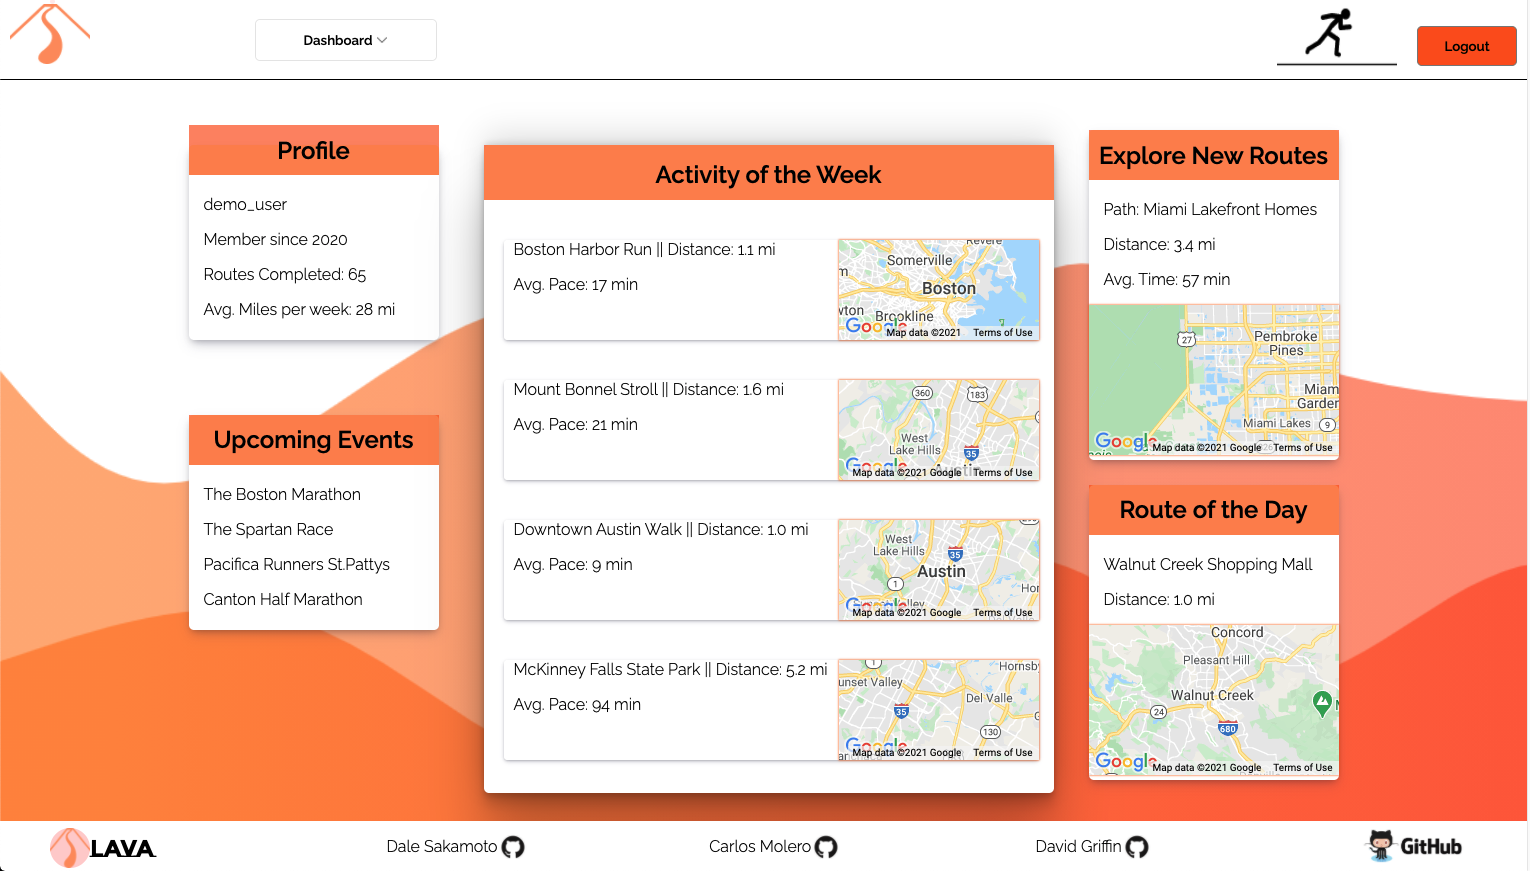 Dashboard
Logout
Profile
demo_user
Member since 2020
Routes Completed: 65
Avg. Miles per week: 28 mi
Upcoming Events
The Boston Marathon
The Spartan Race
Pacifica Runners St.Pattys
Canton Half Marathon
Activity of the Week
Boston Harbor Run || Distance: 1.1 mi
Avg. Pace: 17 min
Revere
Somerville
Boston
Brookline
Google
Map data ©2021 Terms of Use
Mount Bonnel Stroll || Distance: 1.6 mi
Avg. Pace: 21 min
360
183
West
Lake Hills
35
Austin
Google
Map data ©2021 Google Terms of Use
Downtown Austin Walk || Distance: 1.0 mi
Avg. Pace: 9 min
West
Lake Hills
35
Austin
1
Google
Map data ©2021 Google Terms of Use
McKinney Falls State Park || Distance: 5.2 mi
Avg. Pace: 94 min
1
Hornsby
unset Valley
Del Valle
35
130
Google
Map data ©2021 Google Terms of Use
Explore New Routes
Path: Miami Lakefront Homes
Distance: 3.4 mi
Avg. Time: 57 min
27
Pembroke
Pines
Miam
Garden
Miami Lakes
9
Google
Map data ©2021 Google Terms of Use
Route of the Day
Walnut Creek Shopping Mall
Distance: 1.0 mi
Concord
Pleasant Hill
Walnut Creek
24
680
Google
Map data ©2021 Google Terms of Use
LAVA
Dale Sakamoto
Carlos Molero
David Griffin
GitHub